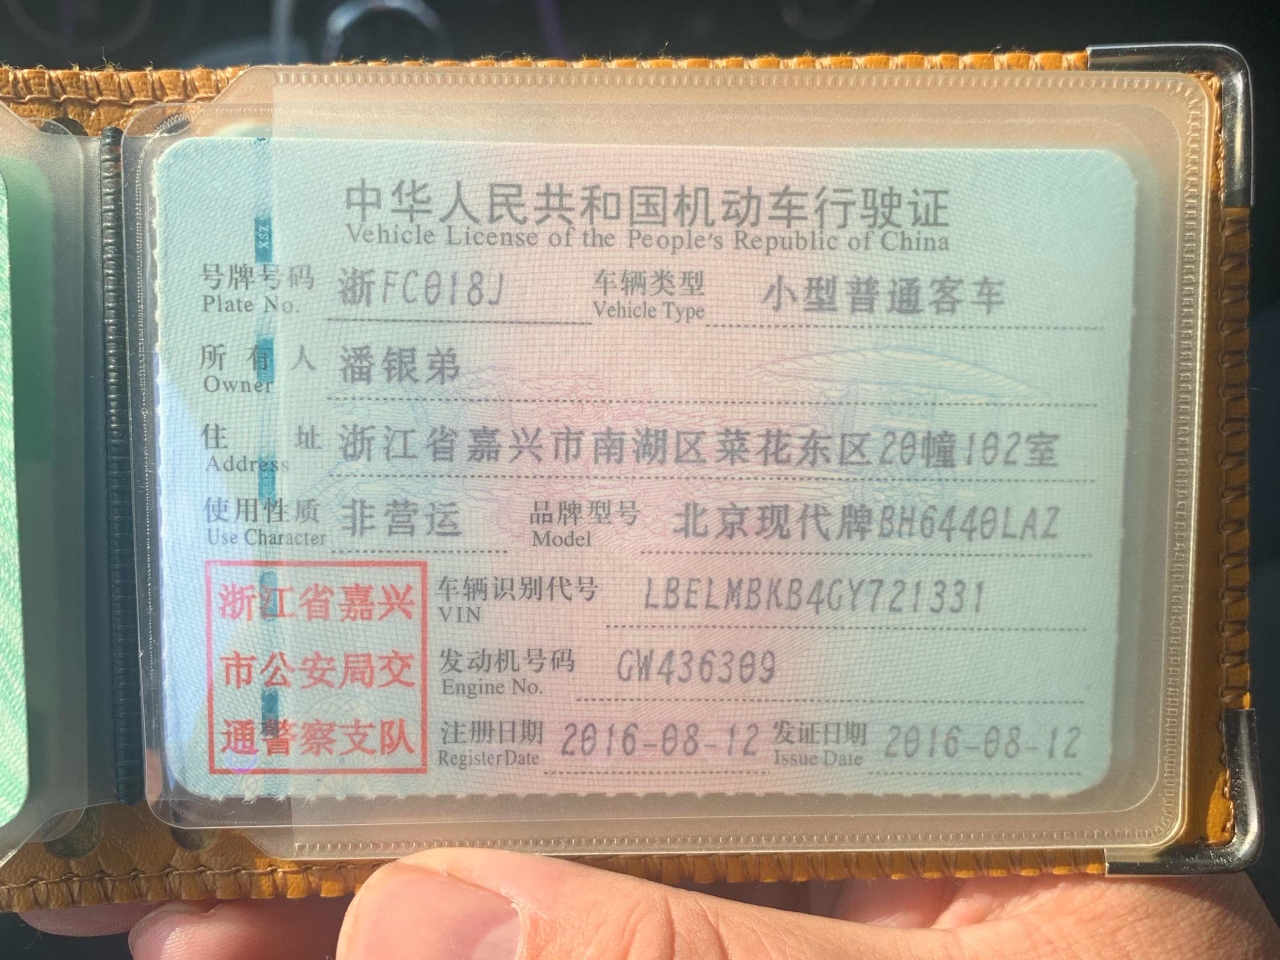 中华人民共和国机动车行驶证
Vehicle License of the People's Republic of China
号牌号码 浙FC018J 车辆类型 小型普通客车
Plate No. Vehicle Type
所有人 潘银弟
Owner
住址 浙江省嘉兴市南湖区菜花东区20幢102室
Address
使用性质 非营运 品牌型号 北京现代牌BH6440LAZ
Use Character Model
浙江省嘉兴
市公安局交
通警察支队
车辆识别代号 LBELMBKB4GY721331
VIN
发动机号码 GW436309
Engine No.
注册日期 2016-08-12 发证日期 2016-08-12
Register Date Issue Date
XSZ